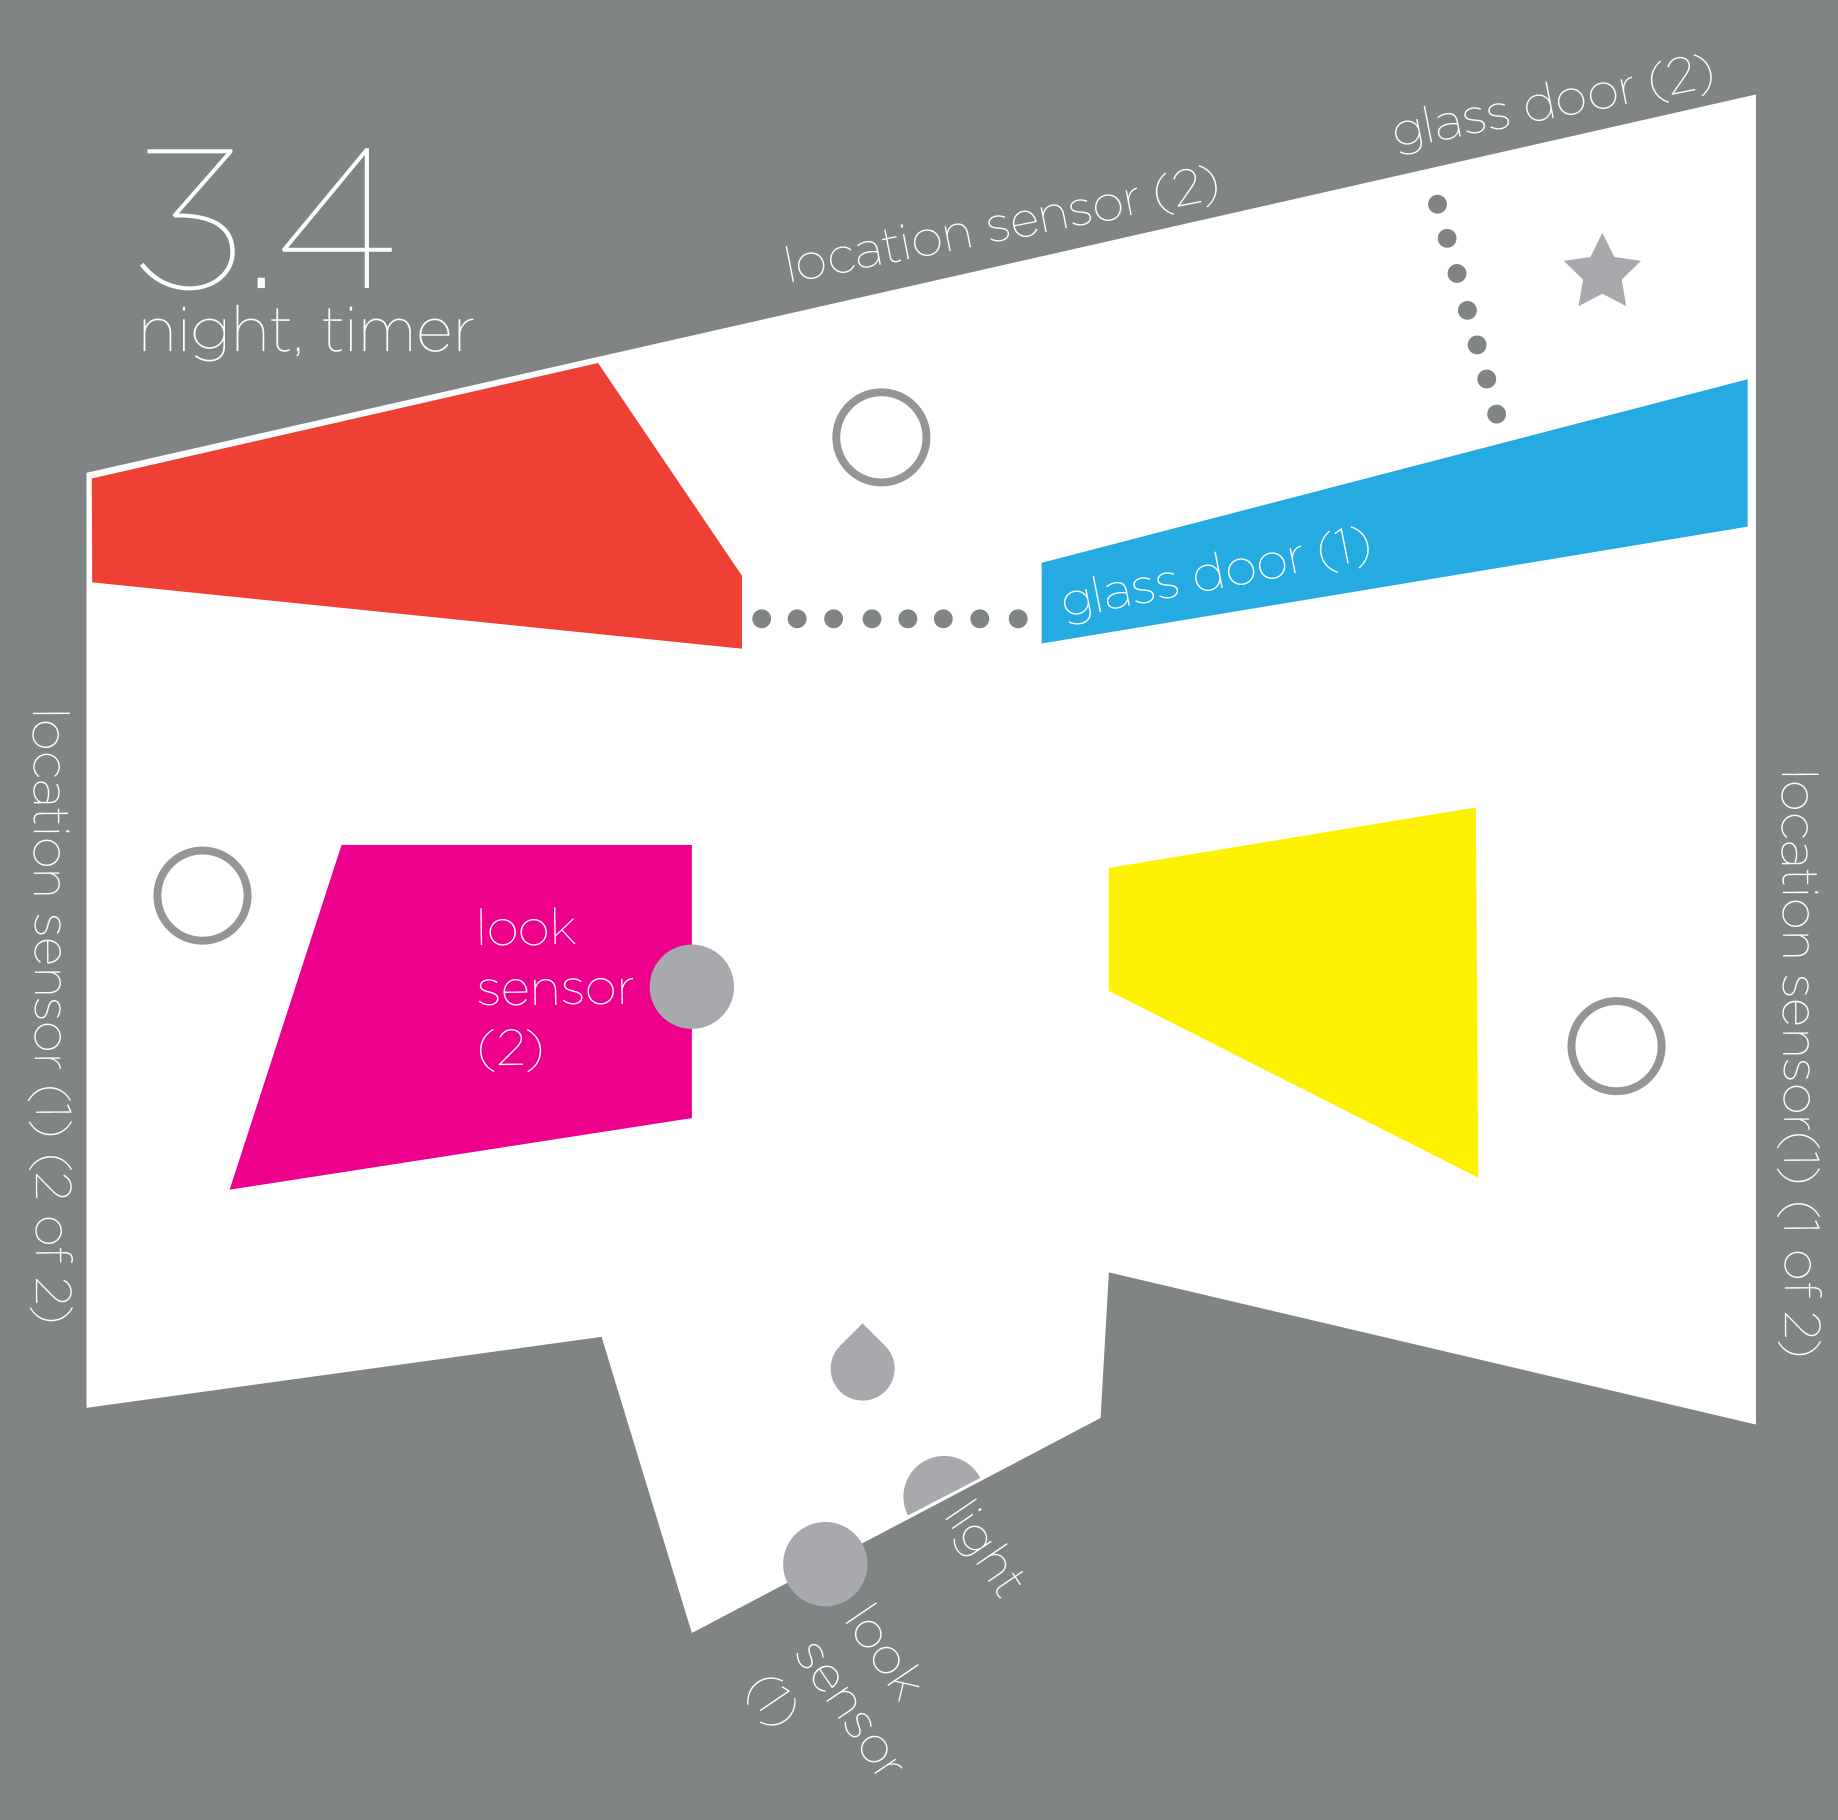 3.4
night, timer
glass door (2)
location sensor (2)
glass door (1)
location sensor (1) (2 of 2)
location sensor(1) (1 of 2)
look
sensor
(2)
light
look
sensor
(1)